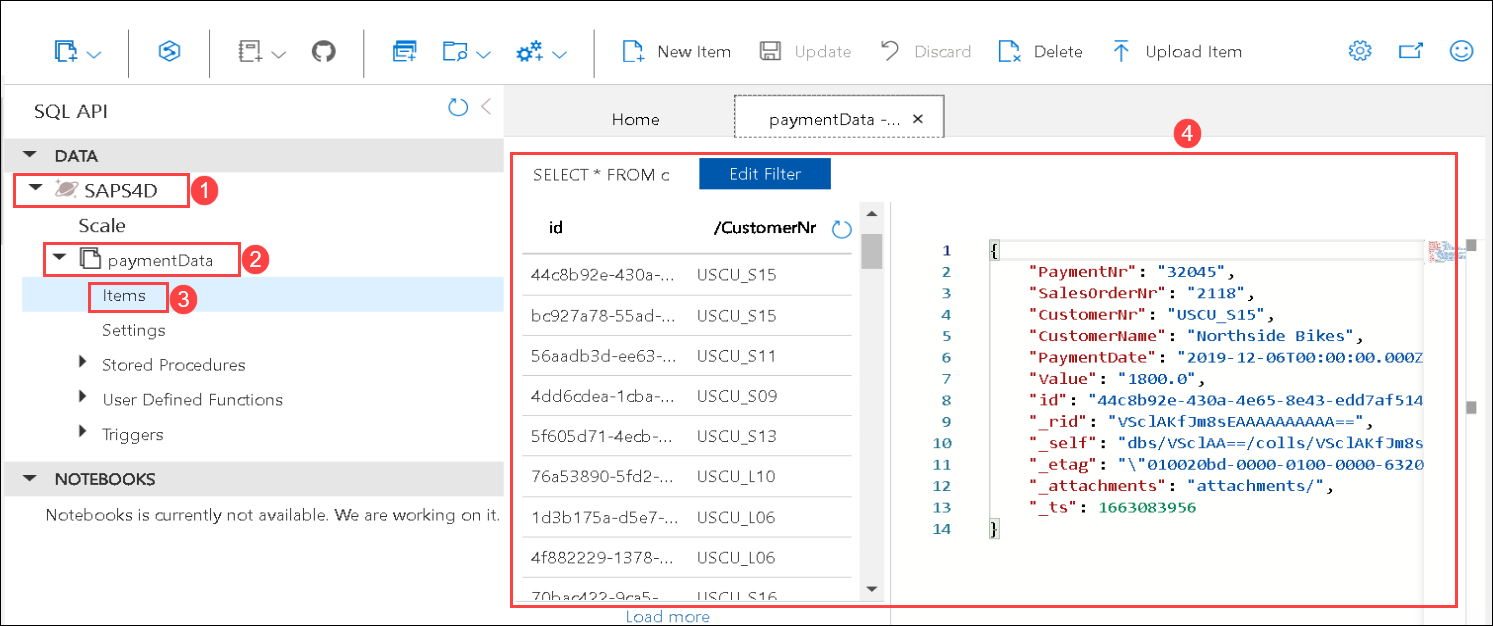 New Item Update Discard Delete Upload Item
SQL API
Home paymentData -...
DATA
SAPS4D 1
Scale
paymentData 2
Items 3
Settings
Stored Procedures
User Defined Functions
Triggers
NOTEBOOKS
Notebooks is currently not available. We are working on it.
4
SELECT * FROM c Edit Filter
id /CustomerNr
44c8b92e-430a-... USCU_S15
bc927a78-55ad-... USCU_S15
56aadb3d-ee63-... USCU_S11
4dd6cdea-1cba-... USCU_S09
5f605d71-4ecb-... USCU_S13
76a53890-5fd2-... USCU_L10
1d3b175a-d5e7-... USCU_L06
4f882229-1378-... USCU_L06
70bac422-9ca5-... USCU_S16
Load more
1 {
2 "PaymentNr": "32045",
3 "SalesOrderNr": "2118",
4 "CustomerNr": "USCU_S15",
5 "CustomerName": "Northside Bikes",
6 "PaymentDate": "2019-12-06T00:00:00.000Z
7 "Value": "1800.0",
8 "id": "44c8b92e-430a-4e65-8e43-edd7af514
9 "_rid": "VSclAKfJm8sEAAAAAAAAAA==",
10 "_self": "dbs/VSclAA==/colls/VSclAKfJm8s
11 "_etag": "\"010020bd-0000-0100-0000-6320
12 "_attachments": "attachments/",
13 "_ts": 1663083956
14 }